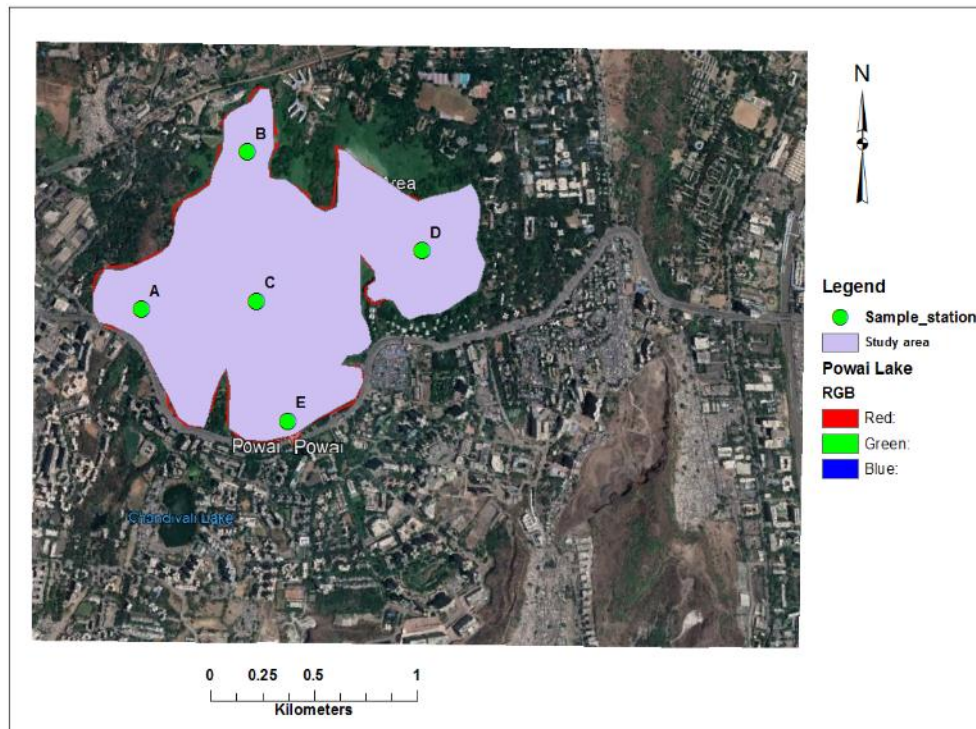 N
B
Area
D
A
C
E
Powai Powai
Chandivali Lake
Legend
Sample_station
Study area
Powai Lake
RGB
Red:
Green:
Blue:
0 0.25 0.5 1
Kilometers